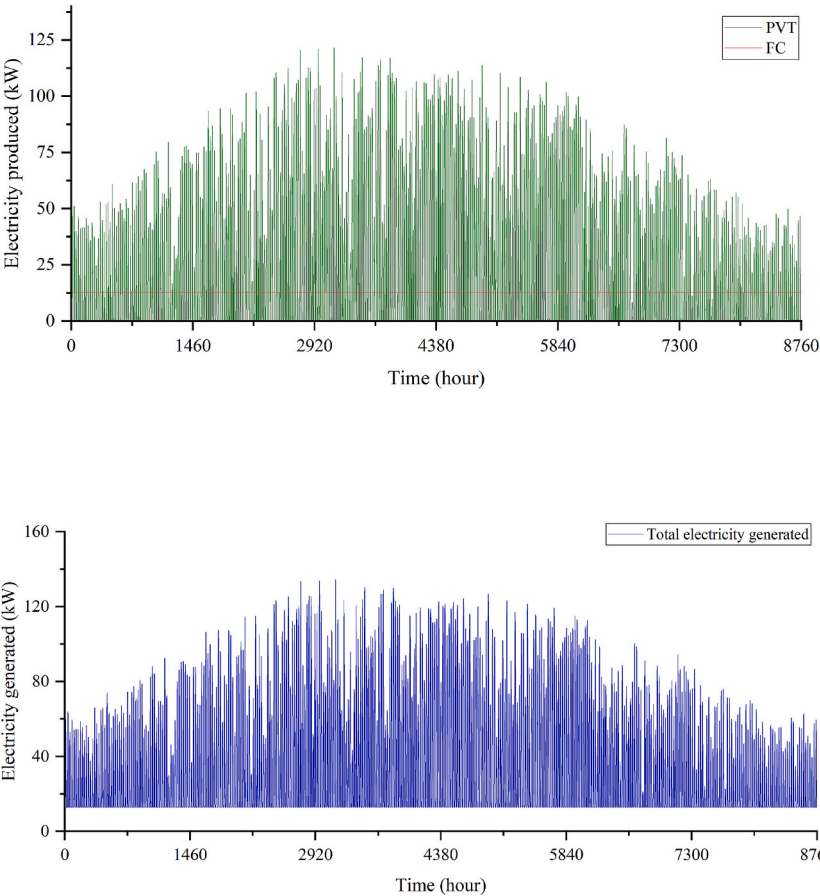 PVT
FC
Electricity produced (kW)
125
100
75
50
25
0
0 1460 2920 4380 5840 7300 8760
Time (hour)
Total electricity generated
Electricity generated (kW)
160
120
80
40
0
0 1460 2920 4380 5840 7300 876
Time (hour)